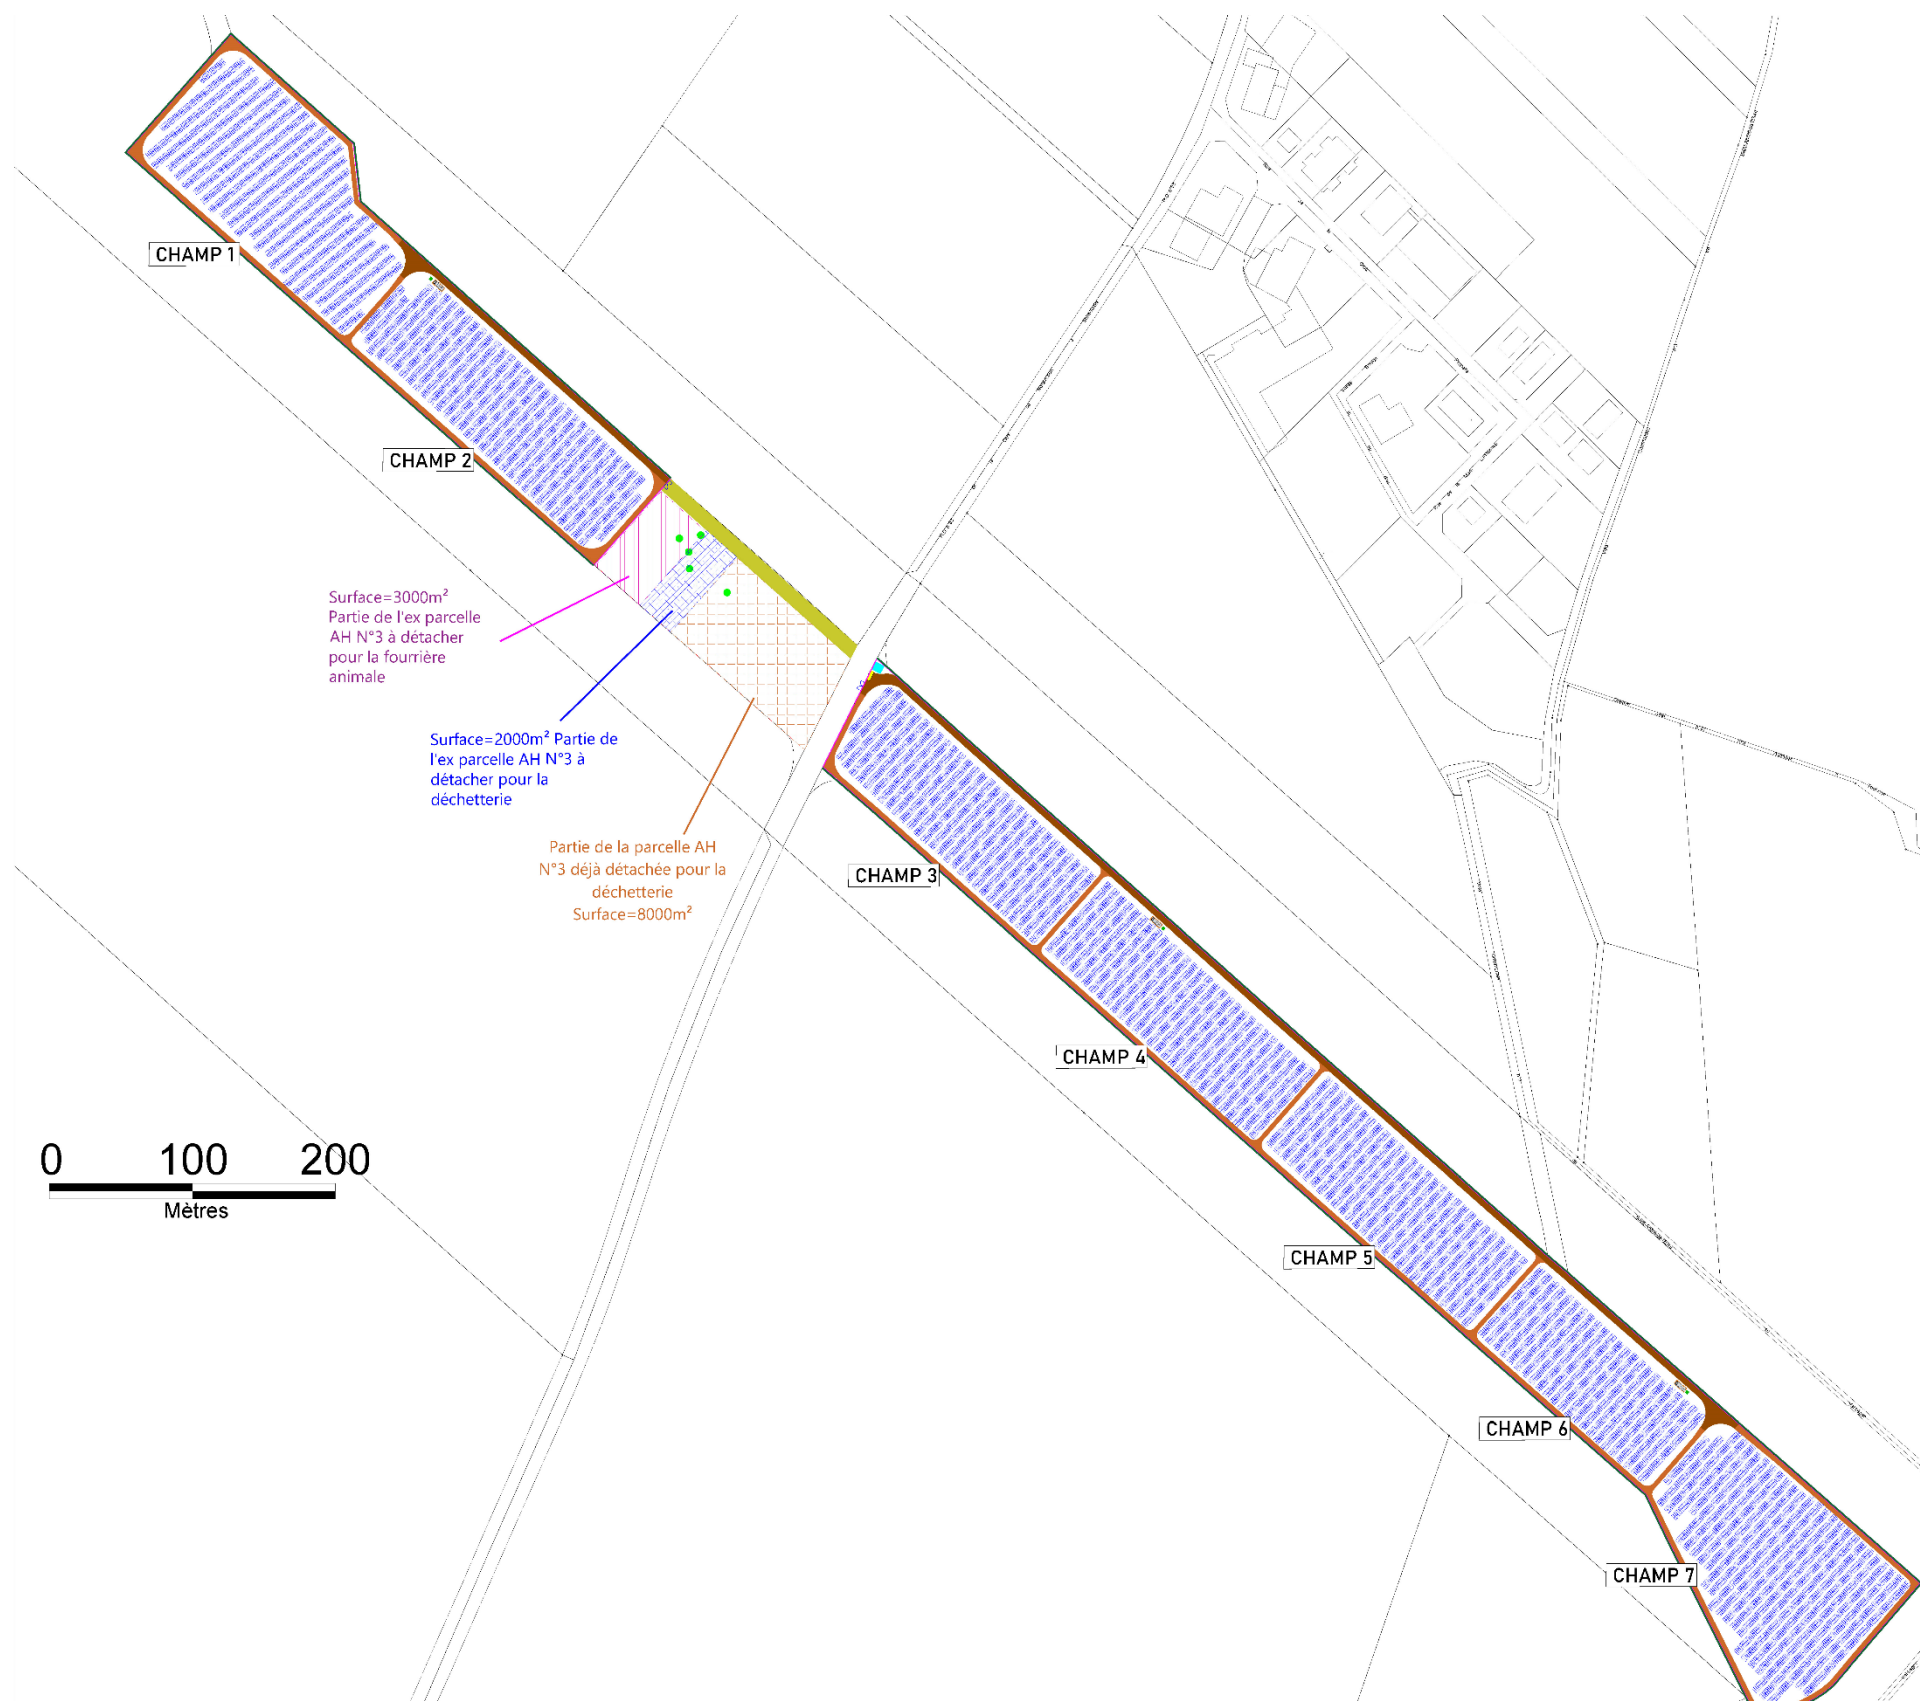 CHAMP 1
CHAMP 2
Surface=3000m²
Partie de l'ex parcelle
AH N°3 à détacher
pour la fourrière
animale
Surface=2000m² Partie de
l'ex parcelle AH N°3 à
détacher pour la
déchetterie
Partie de la parcelle AH
N°3 déjà détachée pour la
déchetterie
Surface=8000m²
CHAMP 3
CHAMP 4
0 100 200
Mètres
CHAMP 5
CHAMP 6
CHAMP 7